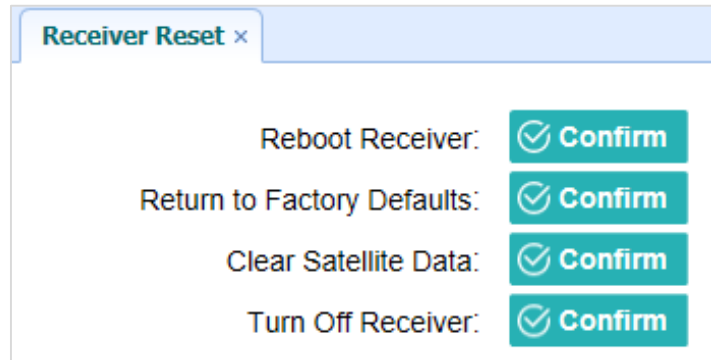 Receiver Reset ×
Reboot Receiver: Confirm
Return to Factory Defaults: Confirm
Clear Satellite Data: Confirm
Turn Off Receiver: Confirm